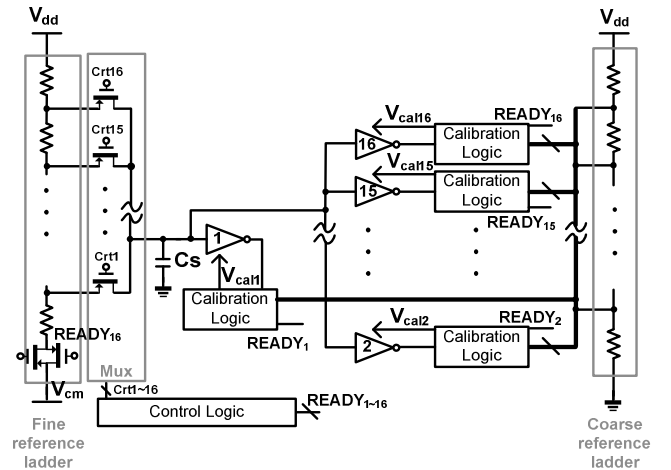 Vdd
Vdd
Crt16
Crt15
Crt1
Vcal16
READY16
16
Calibration
Logic
Vcal15
15
Calibration
Logic
READY15
1
Cs
Vcal1
Calibration
Logic
READY1
Vcal2
READY2
2
Calibration
Logic
READY16
Vcm
Mux
Crt1~16
Control Logic
READY1~16
Fine
reference
ladder
Coarse
reference
ladder